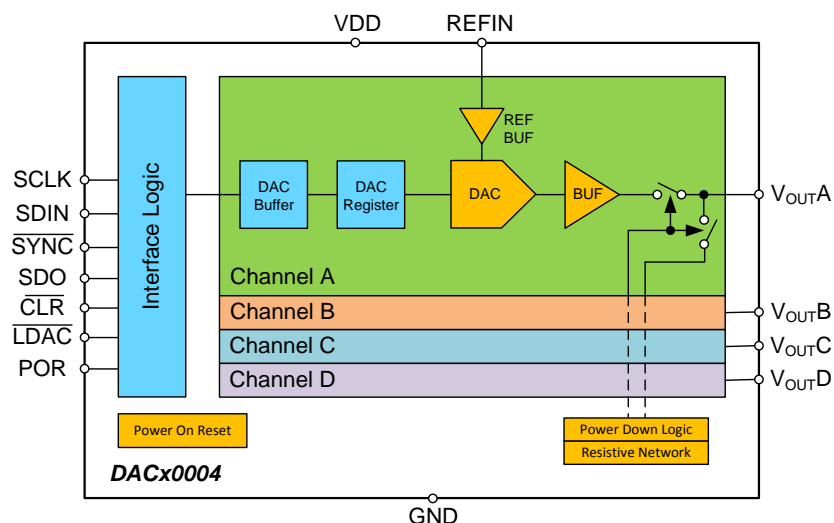 VDD
REFIN
REF
BUF
SCLK
SDIN
SYNC
SDO
CLR
LDAC
POR
Interface Logic
DAC
Buffer
DAC
Register
DAC
BUF
VOUTA
Channel A
Channel B
VOUTB
Channel C
VOUTC
Channel D
VOUTD
Power On Reset
Power Down Logic
Resistive Network
DACx0004
GND